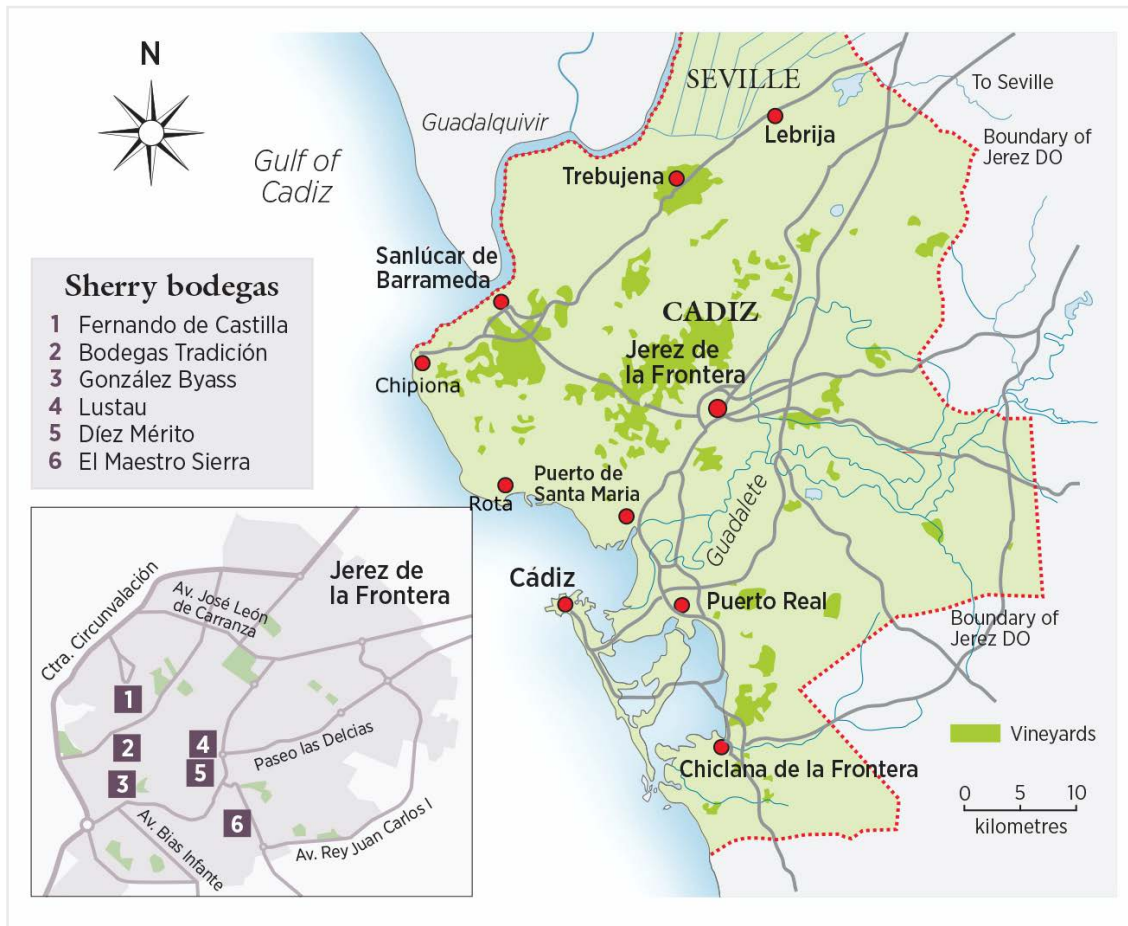 N
Gulf of
Cadiz
Guadalquivir
SEVILLE
To Seville
Lebrija
Boundary of
Jerez DO
Trebujena
Sanlúcar de
Barrameda
CADIZ
Jerez de
la Frontera
Chipiona
Rota
Puerto de
Santa Maria
Guadalete
Cádiz
Puerto Real
Boundary of
Jerez DO
Chiclana de la Frontera
Vineyards
0 5 10
kilometres
Sherry bodegas
1 Fernando de Castilla
2 Bodegas Tradición
3 González Byass
4 Lustau
5 Díez Mérito
6 El Maestro Sierra
Jerez de
la Frontera
Ctra. Circunvalación
Av. José León
de Carranza
1
2
3
4
5
6
Paseo las Delcias
Av. Bias Infante
Av. Rey Juan Carlos I